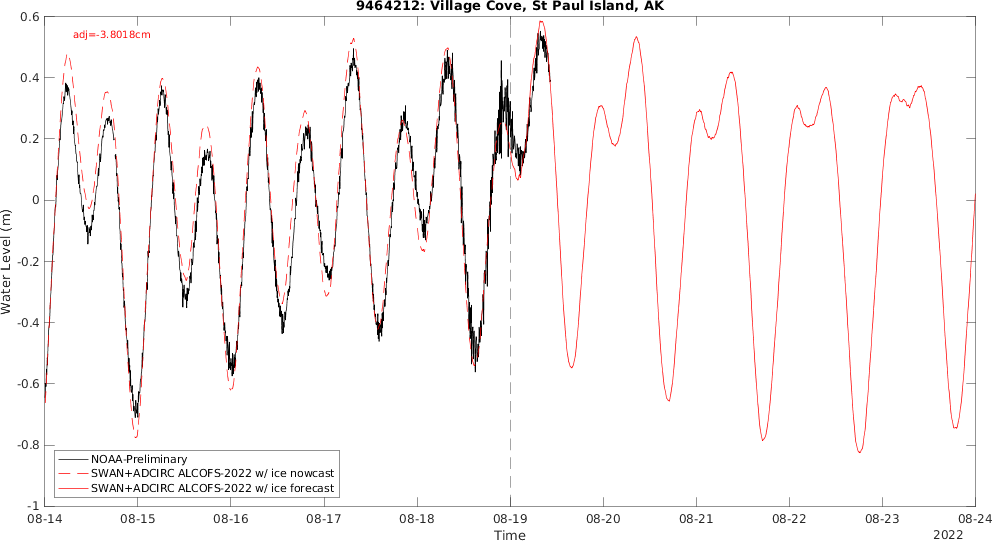 9464212: Village Cove, St Paul Island, AK
adj=-3.8018cm
Water Level (m)
0.6
0.4
0.2
0
-0.2
-0.4
-0.6
-0.8
-1
NOAA-Preliminary
SWAN+ADCIRC ALCOFS-2022 w/ ice nowcast
SWAN+ADCIRC ALCOFS-2022 w/ ice forecast
08-14 08-15 08-16 08-17 08-18 08-19 08-20 08-21 08-22 08-23 08-24
Time
2022